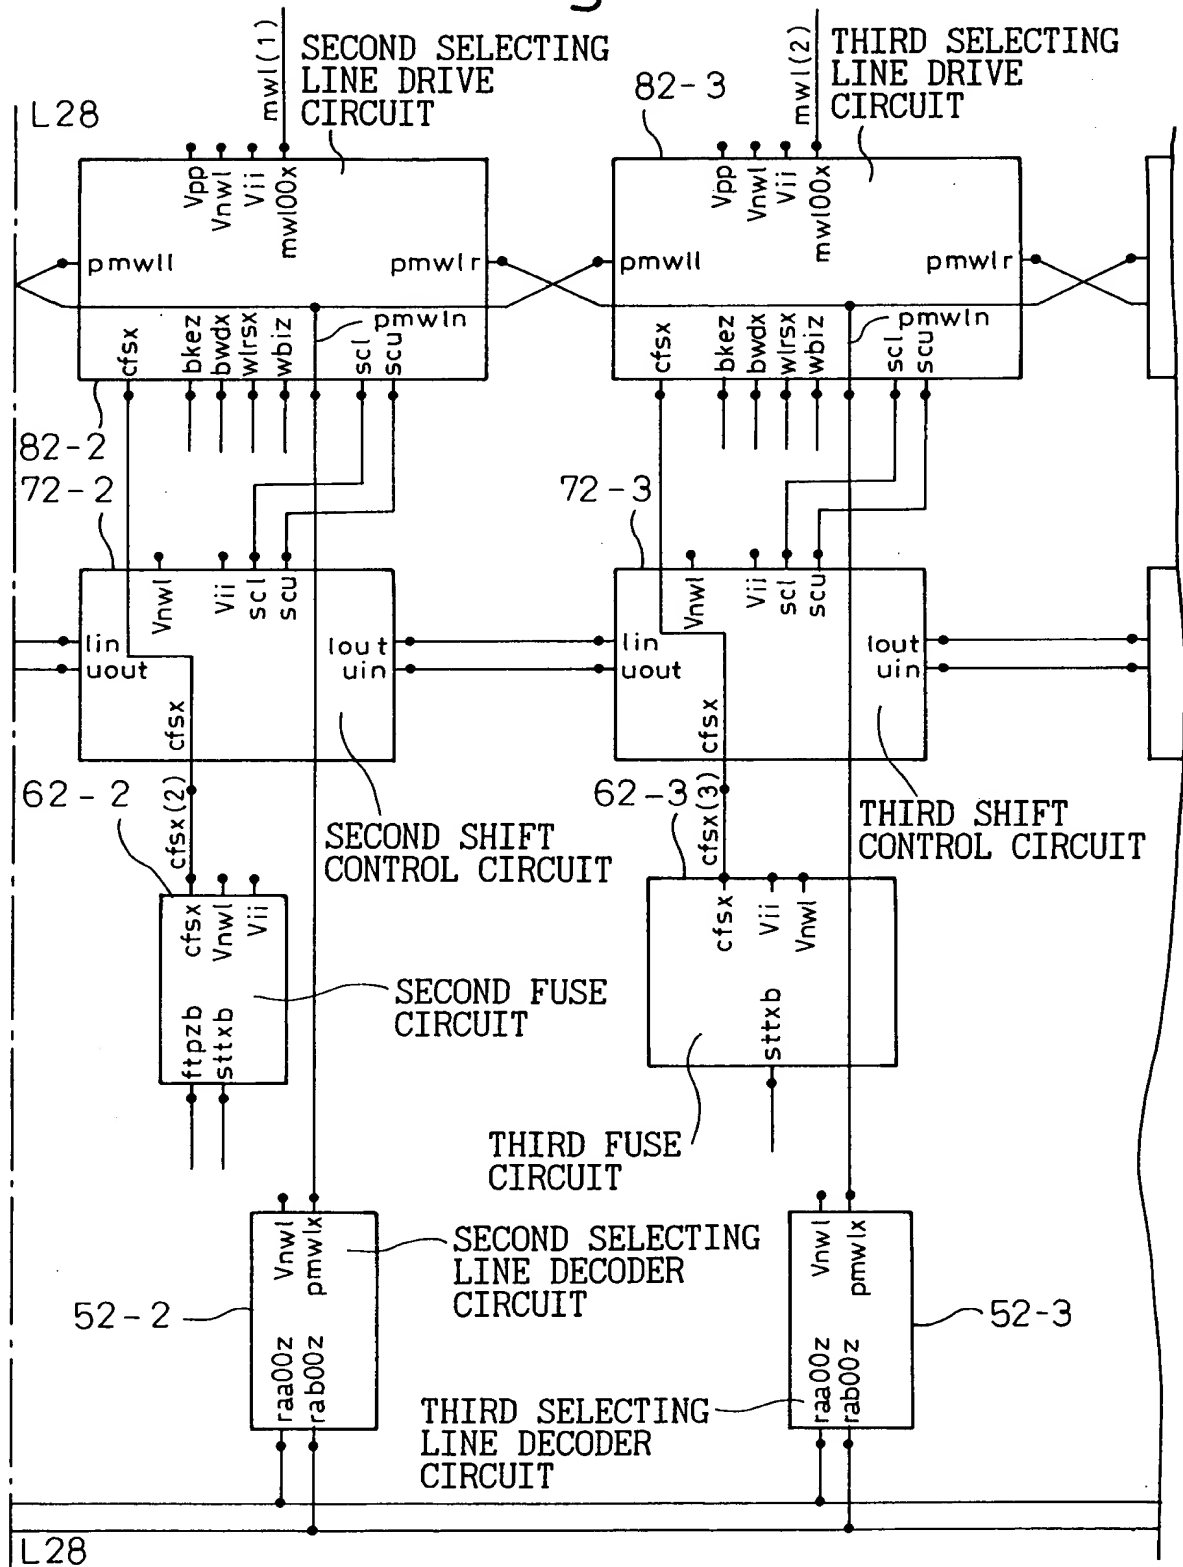 L28
mwl(1)
SECOND SELECTING
LINE DRIVE
CIRCUIT
82-3
mwl(2)
THIRD SELECTING
LINE DRIVE
CIRCUIT
Vpp
Vnwl
Vii
mwl00x
pmwll
pmwlr
pmwln
cfsx
bkez
bwdx
wlrsx
wbiz
scl
scu
Vpp
Vnwl
Vii
mwl00x
pmwll
pmwlr
pmwln
cfsx
bkez
bwdx
wlrsx
wbiz
scl
scu
82-2
72-2
72-3
Vnwl
Vii
scl
scu
lin
uout
lout
uin
cfsx
Vnwl
Vii
scl
scu
lin
uout
lout
uin
cfsx
62-2
cfsx(2)
SECOND SHIFT
CONTROL CIRCUIT
62-3
cfsx(3)
THIRD SHIFT
CONTROL CIRCUIT
cfsx
Vnwl
Vii
ftpzb
sttxb
SECOND FUSE
CIRCUIT
cfsx
Vii
Vnwl
sttxb
THIRD FUSE
CIRCUIT
Vnwl
pmwlx
raa00z
rab00z
SECOND SELECTING
LINE DECODER
CIRCUIT
52-2
Vnwl
pmwlx
raa00z
rab00z
52-3
THIRD SELECTING
LINE DECODER
CIRCUIT
L28